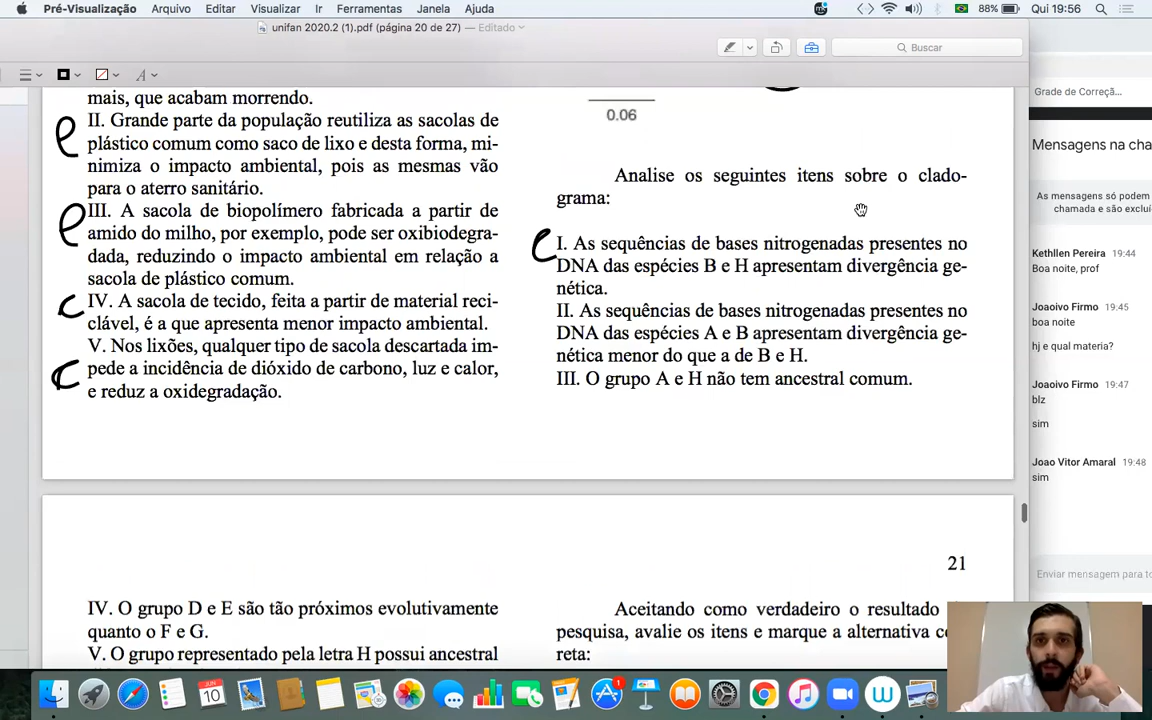 Pré-Visualização Arquivo Editar Visualizar Ir Ferramentas Janela Ajuda 88% Qui 19:56
unifan 2020.2 (1).pdf (página 20 de 27) — Editado
Buscar
mais, que acabam morrendo.
e II. Grande parte da população reutiliza as sacolas de
plástico comum como saco de lixo e desta forma, mi-
nimiza o impacto ambiental, pois as mesmas vão
para o aterro sanitário.
e III. A sacola de biopolímero fabricada a partir de
amido do milho, por exemplo, pode ser oxibiodegra-
dada, reduzindo o impacto ambiental em relação a
sacola de plástico comum.
c IV. A sacola de tecido, feita a partir de material reci-
clável, é a que apresenta menor impacto ambiental.
V. Nos lixões, qualquer tipo de sacola descartada im-
c pede a incidência de dióxido de carbono, luz e calor,
e reduz a oxidegradação.
0.06
Analise os seguintes itens sobre o clado-
grama:
I. As sequências de bases nitrogenadas presentes no
DNA das espécies B e H apresentam divergência ge-
nética.
II. As sequências de bases nitrogenadas presentes no
DNA das espécies A e B apresentam divergência ge-
nética menor do que a de B e H.
III. O grupo A e H não tem ancestral comum.
21
IV. O grupo D e E são tão próximos evolutivamente
quanto o F e G.
V. O grupo representado pela letra H possui ancestral
Aceitando como verdadeiro o resultado
pesquisa, avalie os itens e marque a alternativa
reta:
Grade de Correçã...
Mensagens na cha
As mensagens só podem
chamada e são excluí
Kethllen Pereira 19:44
Boa noite, prof
Joaoivo Firmo 19:45
boa noite
hj e qual materia?
Joaoivo Firmo 19:47
blz
sim
Joao Vitor Amaral 19:48
sim
Enviar mensagem para to
JUN
10
1
W